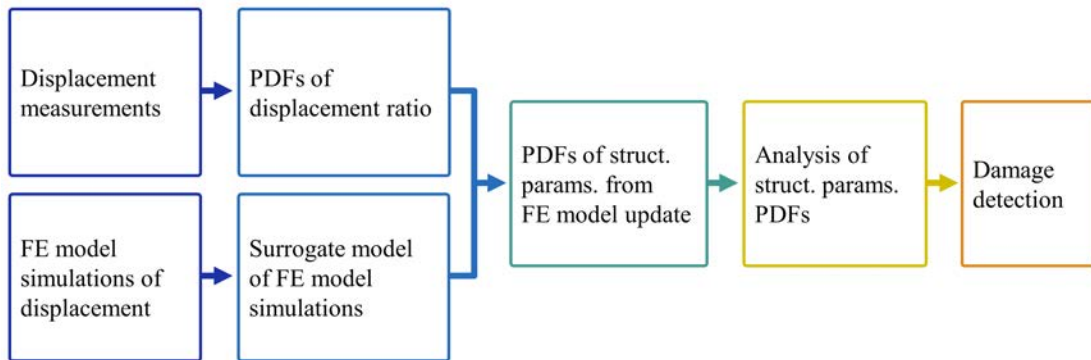 Displacement
measurements
PDFs of
displacement ratio
FE model
simulations of
displacement
Surrogate model
of FE model
simulations
PDFs of struct.
params. from
FE model update
Analysis of
struct. params.
PDFs
Damage
detection